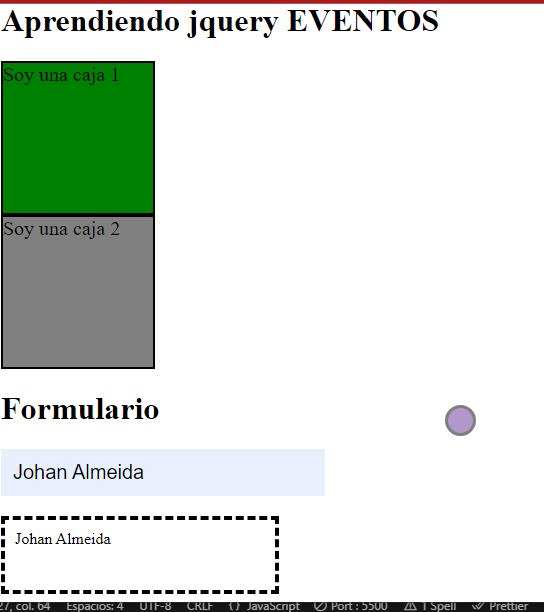 Aprendiendo jquery EVENTOS
Soy una caja 1
Soy una caja 2
Formulario
Johan Almeida
Johan Almeida
27, col. 64 Espacios: 4 UTF-8 CRLF {} JavaScript Port : 5500 1 Spell Prettier